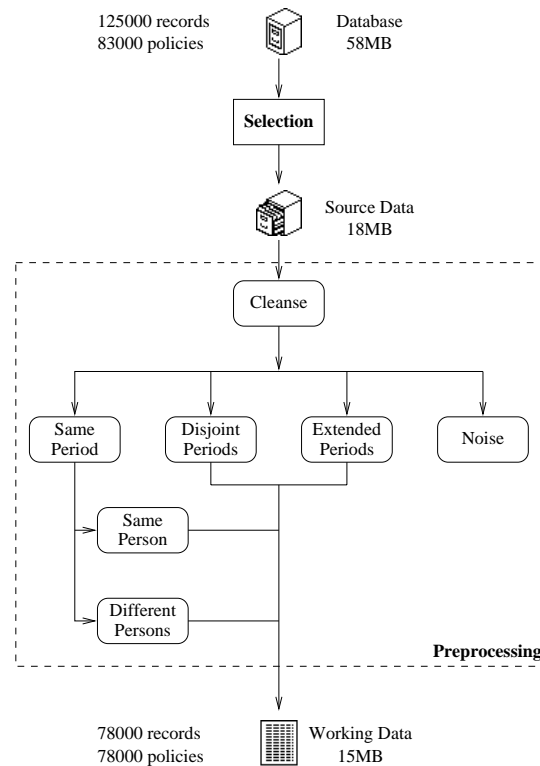 125000 records
83000 policies
Database
58MB
Selection
Source Data
18MB
Cleanse
Same
Period
Disjoint
Periods
Extended
Periods
Noise
Same
Person
Different
Persons
Preprocessing
78000 records
78000 policies
Working Data
15MB